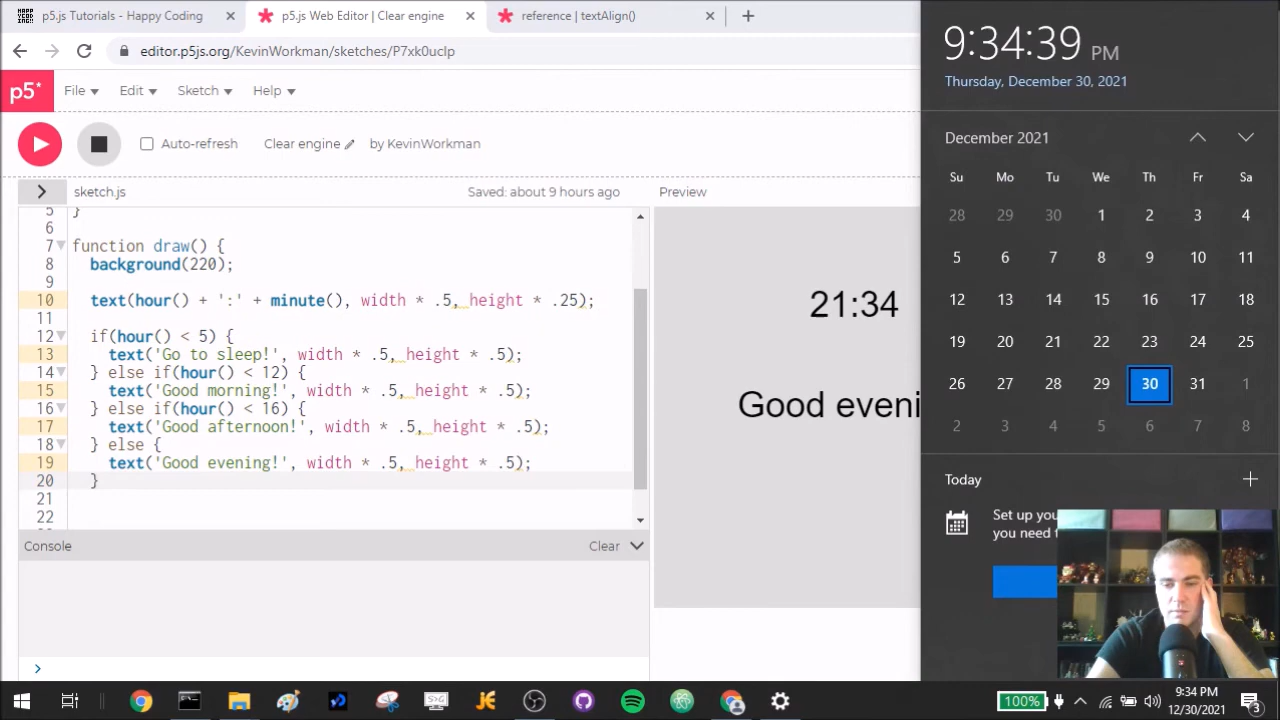 p5.js Tutorials - Happy Coding
p5.js Web Editor | Clear engine
reference | textAlign()
editor.p5js.org/KevinWorkman/sketches/P7xk0ucIp
p5* File Edit Sketch Help
Auto-refresh Clear engine by KevinWorkman
sketch.js Saved: about 9 hours ago Preview
5 }
6
7 function draw() {
8 background(220);
9
10 text(hour() + ':' + minute(), width * .5, height * .25);
11
12 if(hour() < 5) {
13 text('Go to sleep!', width * .5, height * .5);
14 } else if(hour() < 12) {
15 text('Good morning!', width * .5, height * .5);
16 } else if(hour() < 16) {
17 text('Good afternoon!', width * .5, height * .5);
18 } else {
19 text('Good evening!', width * .5, height * .5);
20 }
21
22
Console Clear
21:34
Good eveni
9:34:39 PM
Thursday, December 30, 2021
December 2021
Su Mo Tu We Th Fr Sa
28 29 30 1 2 3 4
5 6 7 8 9 10 11
12 13 14 15 16 17 18
19 20 21 22 23 24 25
26 27 28 29 30 31 1
2 3 4 5 6 7 8
Today
Set up you
you need t
100%
9:34 PM
12/30/2021
3